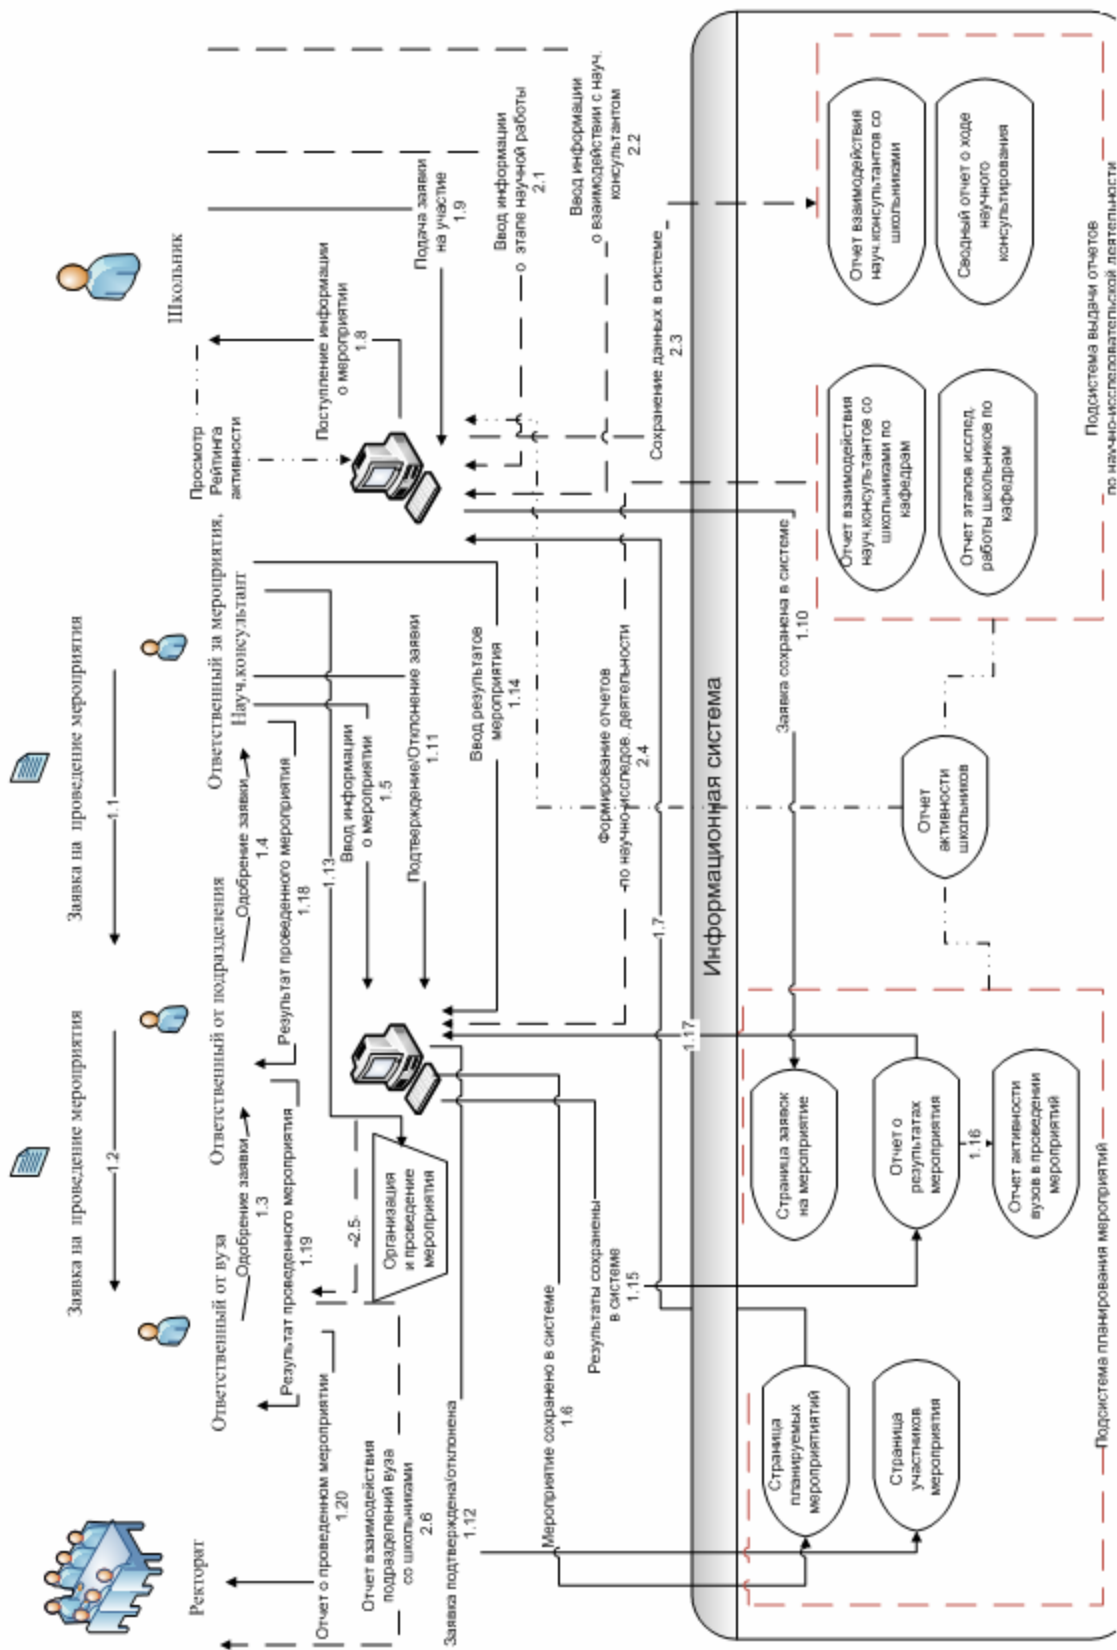 Ректорат
Заявка на проведение мероприятия
1.2
Заявка на проведение мероприятия
1.1
Ответственный от вуза
Ответственный от подразделения
Ответственный за мероприятия,
Науч.консультант
Школьник
Одобрение заявки
1.3
Одобрение заявки
1.4
Результат проведенного мероприятия
1.19
Результат проведенного мероприятия
1.18
Просмотр
Рейтинга
активности
Отчет о проведенном мероприятии
1.20
Отчет взаимодействия
подразделений вуза
со школьниками
2.6
2.5
Организация
и проведение
мероприятия
1.13
Ввод информации
о мероприятии
1.5
Подтверждение/Отклонение заявки
1.11
Поступление информации
о мероприятии
1.8
Подача заявки
на участие
1.9
Заявка подтверждена/отклонена
1.12
Ввод результатов
мероприятия
1.14
Ввод информации
о этапе научной работы
2.1
Мероприятие сохранено в системе
1.6
Результаты сохранены
в системе
1.15
Формирование отчетов
по научно-исследов. деятельности
2.4
Ввод информации
о взаимодействии с науч.
консультантом
2.2
1.7
Сохранение данных в системе
2.3
1.17
Информационная система
Заявка сохранена в системе
1.10
Страница
планируемых
мероприятиятий
Страница заявок
на мероприятие
Страница
участников
мероприятия
Отчет о
результатах
мероприятия
1.16
Отчет активности
вузов в проведении
мероприятий
Подсистема планирования мероприятий
Отчет
активности
школьников
Отчет взаимодействия
науч.консультантов со
школьниками по
кафедрам
Отчет взаимодействия
науч.консультантов со
школьниками
Отчет этапов исслед.
работы школьников по
кафедрам
Сводный отчет о ходе
научного
консультирования
Подсистема выдачи отчетов
по научно-исследовательской деятельности